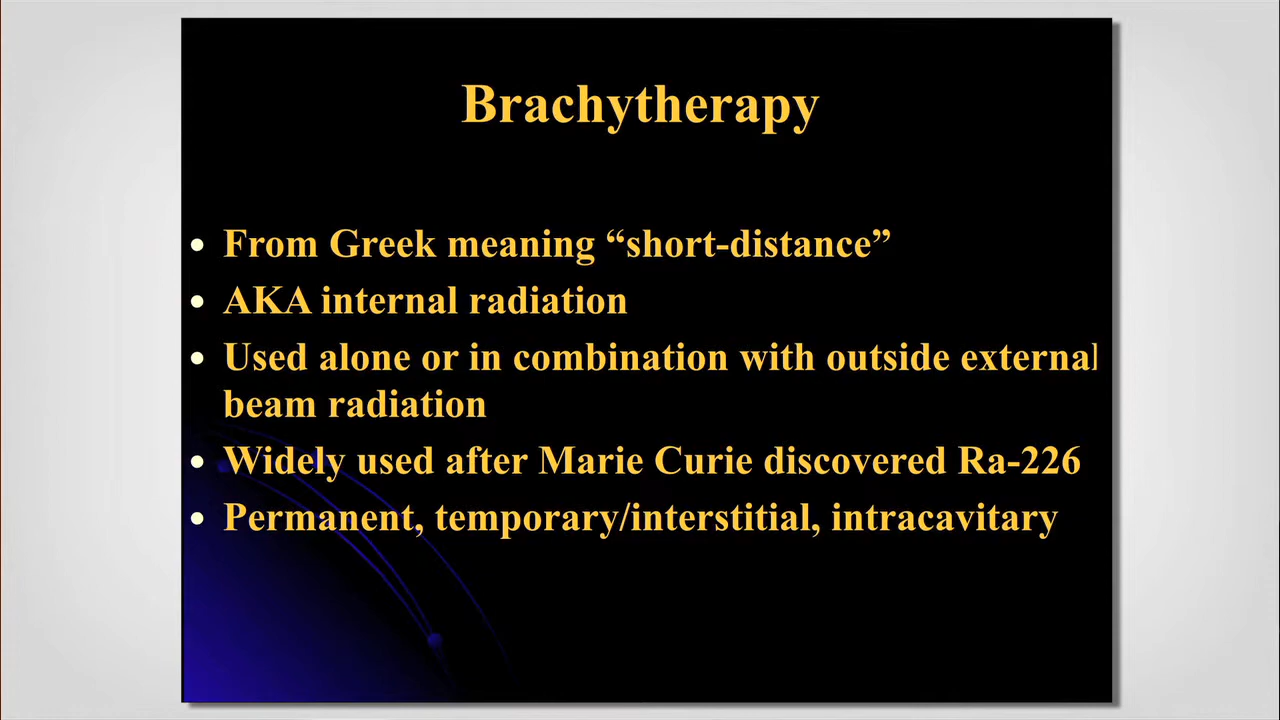 Brachytherapy
• From Greek meaning “short-distance”
• AKA internal radiation
• Used alone or in combination with outside external
beam radiation
• Widely used after Marie Curie discovered Ra-226
• Permanent, temporary/interstitial, intracavitary